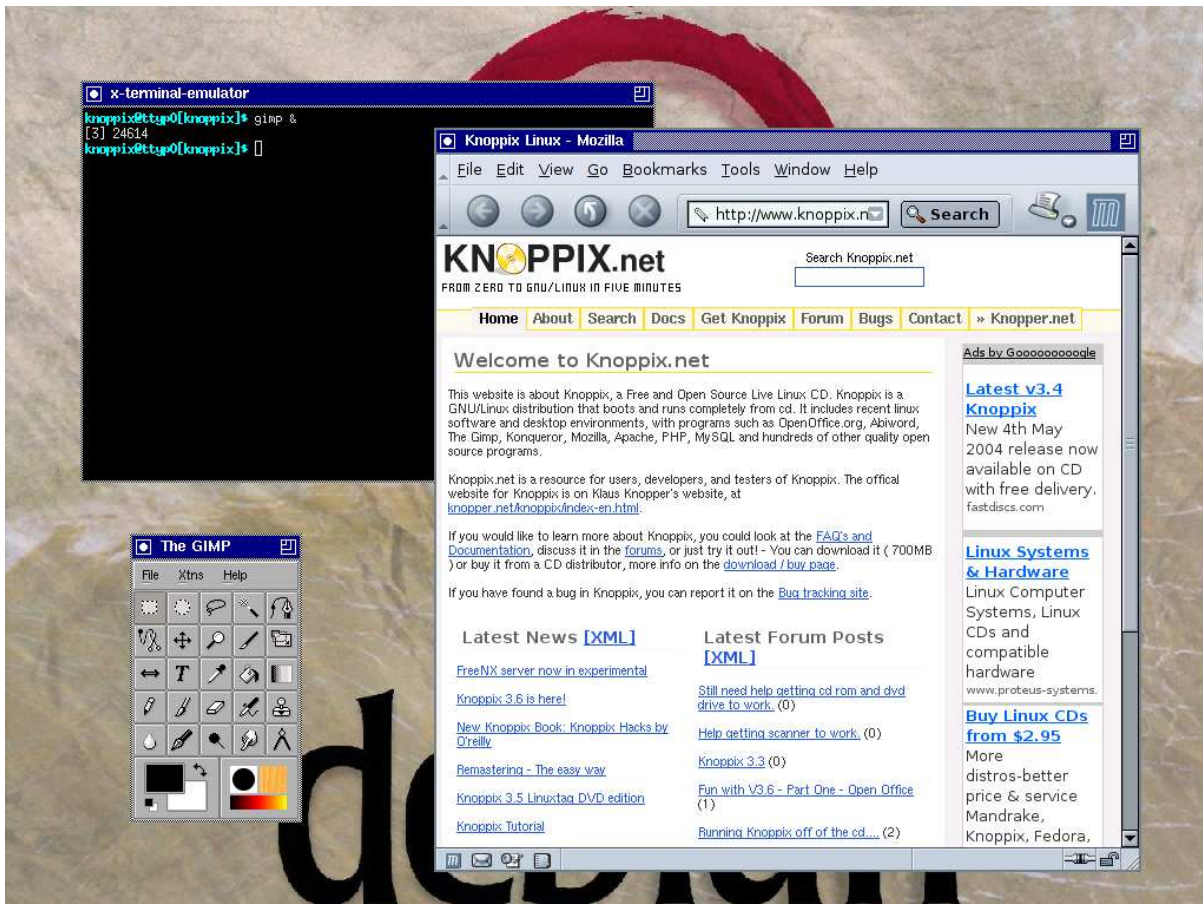 x-terminal-emulator
knoppix@ttyp0[knoppix]$ gimp &
[3] 24614
knoppix@ttyp0[knoppix]$
Knoppix Linux - Mozilla
File Edit View Go Bookmarks Tools Window Help
http://www.knoppix.n
Search
KNOPPIX.net
FROM ZERO TO GNU/LINUX IN FIVE MINUTES
Search Knoppix.net
Home About Search Docs Get Knoppix Forum Bugs Contact » Knopper.net
Welcome to Knoppix.net
This website is about Knoppix, a Free and Open Source Live Linux CD. Knoppix is a
GNU/Linux distribution that boots and runs completely from cd. It includes recent linux
software and desktop environments, with programs such as OpenOffice.org, Abiword,
The Gimp, Konqueror, Mozilla, Apache, PHP, MySQL and hundreds of other quality open
source programs.
Knoppix.net is a resource for users, developers, and testers of Knoppix. The offical
website for Knoppix is on Klaus Knopper's website, at
knopper.net/knoppix/index-en.html.
If you would like to learn more about Knoppix, you could look at the FAQ's and
Documentation, discuss it in the forums, or just try it out! - You can download it ( 700MB
) or buy it from a CD distributor, more info on the download / buy page.
If you have found a bug in Knoppix, you can report it on the Bug tracking site.
Latest News [XML]
FreeNX server now in experimental
Knoppix 3.6 is here!
New Knoppix Book: Knoppix Hacks by
O'reilly
Remastering - The easy way
Knoppix 3.5 Linuxtag DVD edition
Knoppix Tutorial
Latest Forum Posts
[XML]
Still need help getting cd rom and dvd
drive to work. (0)
Help getting scanner to work. (0)
Knoppix 3.3 (0)
Fun with V3.6 - Part One - Open Office
(1)
Running Knoppix off of the cd.... (2)
Ads by Goooooooooogle
Latest v3.4
Knoppix
New 4th May
2004 release now
available on CD
with free delivery.
fastdiscs.com
Linux Systems
& Hardware
Linux Computer
Systems, Linux
CDs and
compatible
hardware
www.proteus-systems.
Buy Linux CDs
from $2.95
More
distros-better
price & service
Mandrake,
Knoppix, Fedora,
The GIMP
File Xtns Help
debian